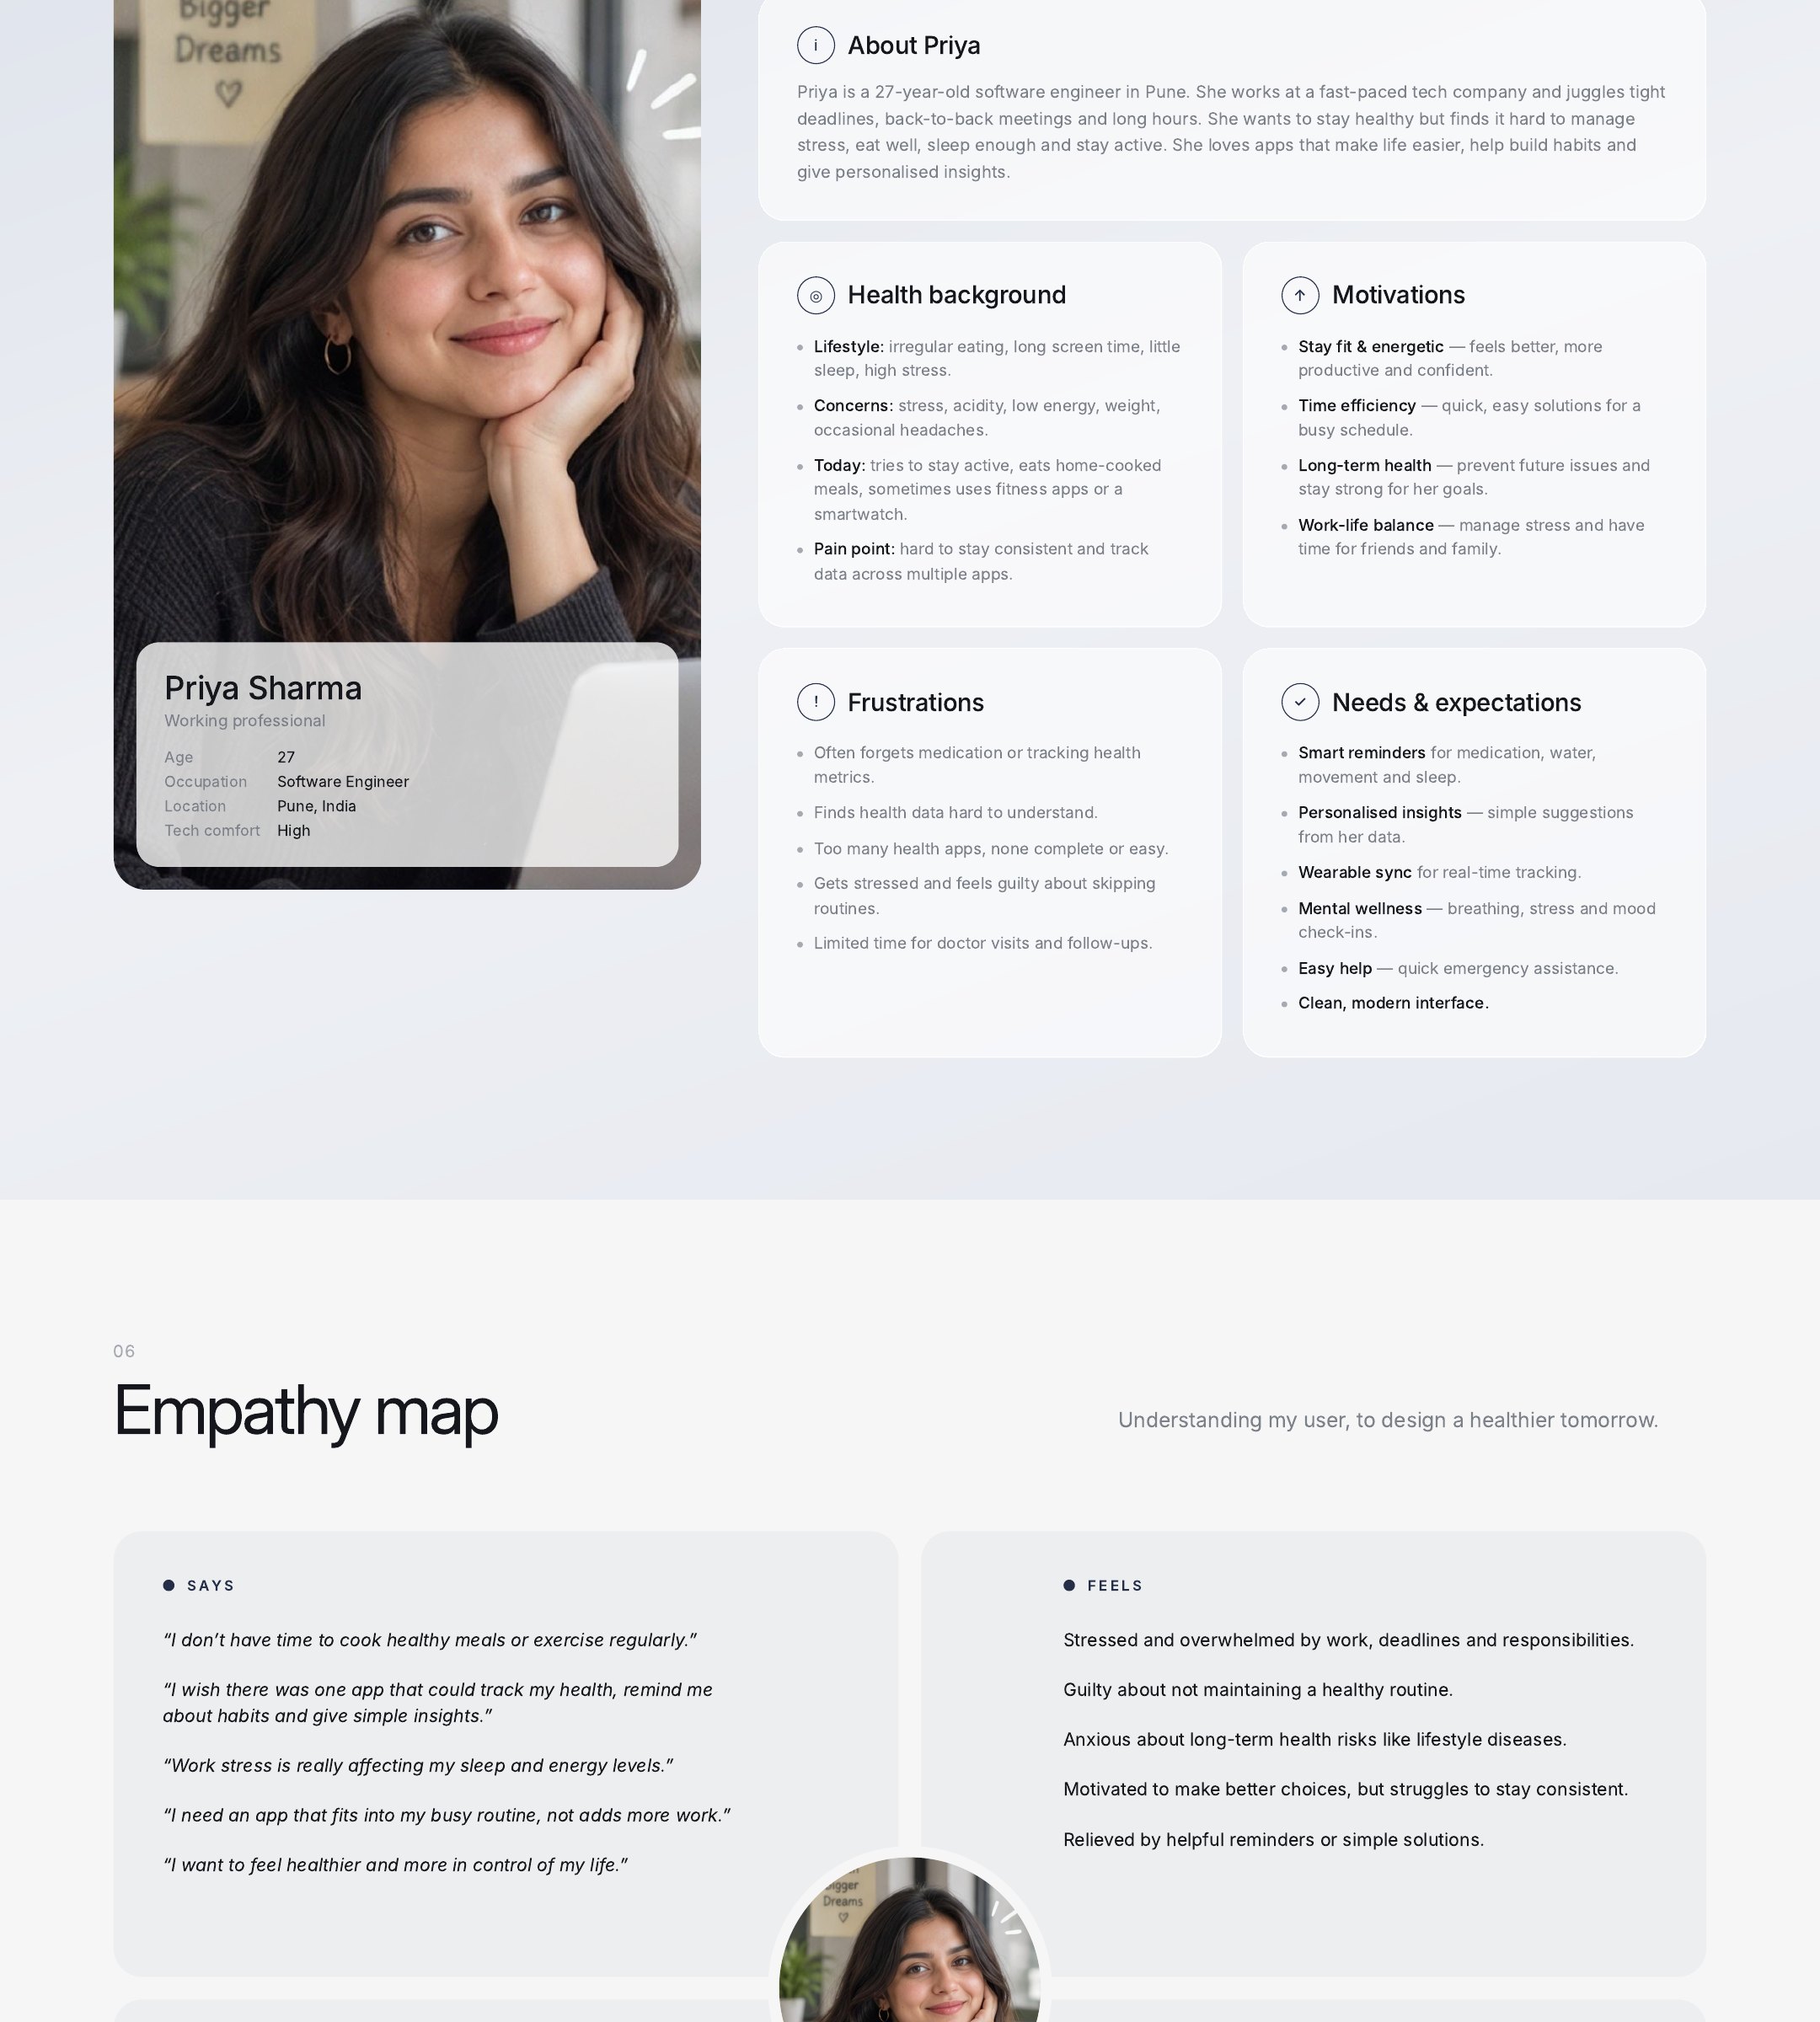 Bigger
Dreams
♡
Priya Sharma
Working professional
Age 27
Occupation Software Engineer
Location Pune, India
Tech comfort High
i About Priya
Priya is a 27-year-old software engineer in Pune. She works at a fast-paced tech company and juggles tight
deadlines, back-to-back meetings and long hours. She wants to stay healthy but finds it hard to manage
stress, eat well, sleep enough and stay active. She loves apps that make life easier, help build habits and
give personalised insights.
◎ Health background
• Lifestyle: irregular eating, long screen time, little
sleep, high stress.
• Concerns: stress, acidity, low energy, weight,
occasional headaches.
• Today: tries to stay active, eats home-cooked
meals, sometimes uses fitness apps or a
smartwatch.
• Pain point: hard to stay consistent and track
data across multiple apps.
↑ Motivations
• Stay fit & energetic — feels better, more
productive and confident.
• Time efficiency — quick, easy solutions for a
busy schedule.
• Long-term health — prevent future issues and
stay strong for her goals.
• Work-life balance — manage stress and have
time for friends and family.
! Frustrations
• Often forgets medication or tracking health
metrics.
• Finds health data hard to understand.
• Too many health apps, none complete or easy.
• Gets stressed and feels guilty about skipping
routines.
• Limited time for doctor visits and follow-ups.
✓ Needs & expectations
• Smart reminders for medication, water,
movement and sleep.
• Personalised insights — simple suggestions
from her data.
• Wearable sync for real-time tracking.
• Mental wellness — breathing, stress and mood
check-ins.
• Easy help — quick emergency assistance.
• Clean, modern interface.
06
Empathy map
Understanding my user, to design a healthier tomorrow.
• SAYS
“I don’t have time to cook healthy meals or exercise regularly.”
“I wish there was one app that could track my health, remind me
about habits and give simple insights.”
“Work stress is really affecting my sleep and energy levels.”
“I need an app that fits into my busy routine, not adds more work.”
“I want to feel healthier and more in control of my life.”
• FEELS
Stressed and overwhelmed by work, deadlines and responsibilities.
Guilty about not maintaining a healthy routine.
Anxious about long-term health risks like lifestyle diseases.
Motivated to make better choices, but struggles to stay consistent.
Relieved by helpful reminders or simple solutions.
Dreams
♡